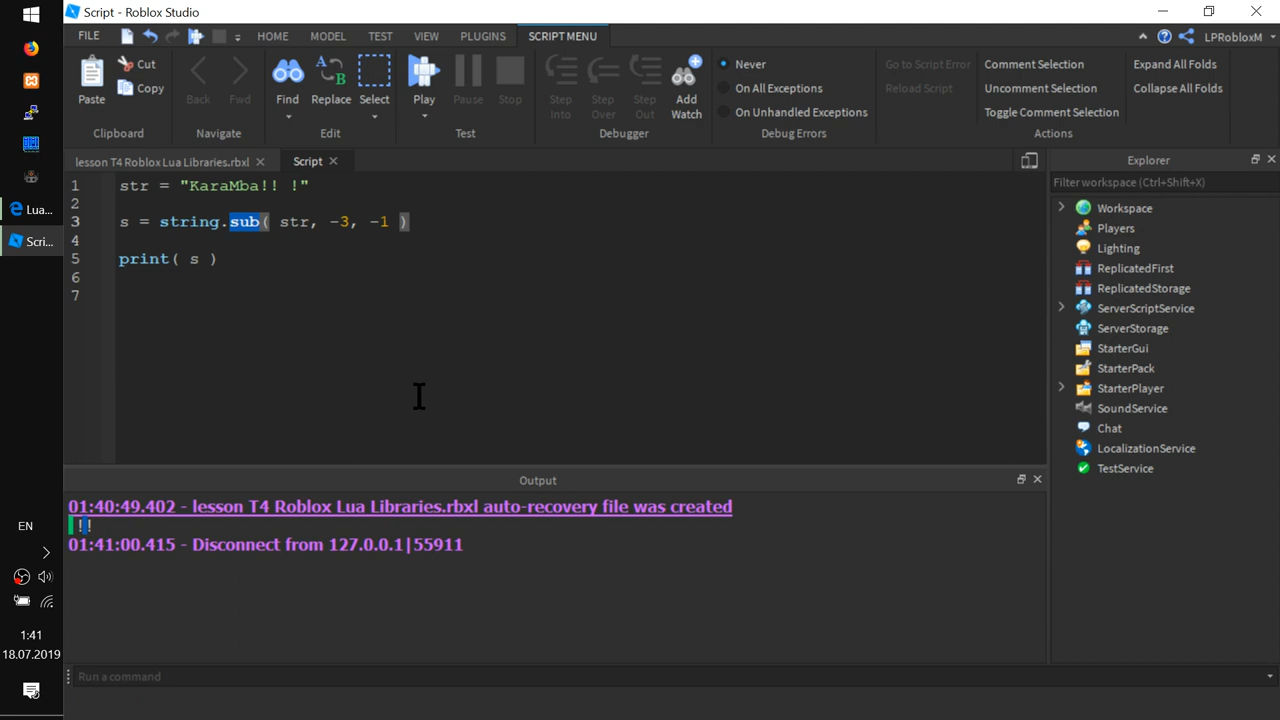 Script - Roblox Studio
FILE HOME MODEL TEST VIEW PLUGINS SCRIPT MENU LPRobloxM
Paste Cut Copy
Clipboard
Back Fwd
Navigate
Find Replace Select
Edit
Play Pause Stop
Test
Step Into Step Over Step Out Add Watch
Debugger
Never
On All Exceptions
On Unhandled Exceptions
Debug Errors
Go to Script Error
Reload Script
Comment Selection
Uncomment Selection
Toggle Comment Selection
Expand All Folds
Collapse All Folds
Actions
lesson T4 Roblox Lua Libraries.rbxl
Script
1 str = "KaraMba!! !"
2
3 s = string.sub( str, -3, -1 )
4
5 print( s )
6
7
Explorer
Filter workspace (Ctrl+Shift+X)
Workspace
Players
Lighting
ReplicatedFirst
ReplicatedStorage
ServerScriptService
ServerStorage
StarterGui
StarterPack
StarterPlayer
SoundService
Chat
LocalizationService
TestService
Output
01:40:49.402 - lesson T4 Roblox Lua Libraries.rbxl auto-recovery file was created
! !
01:41:00.415 - Disconnect from 127.0.0.1|55911
Run a command
Lua...
Scri...
EN
1:41
18.07.2019